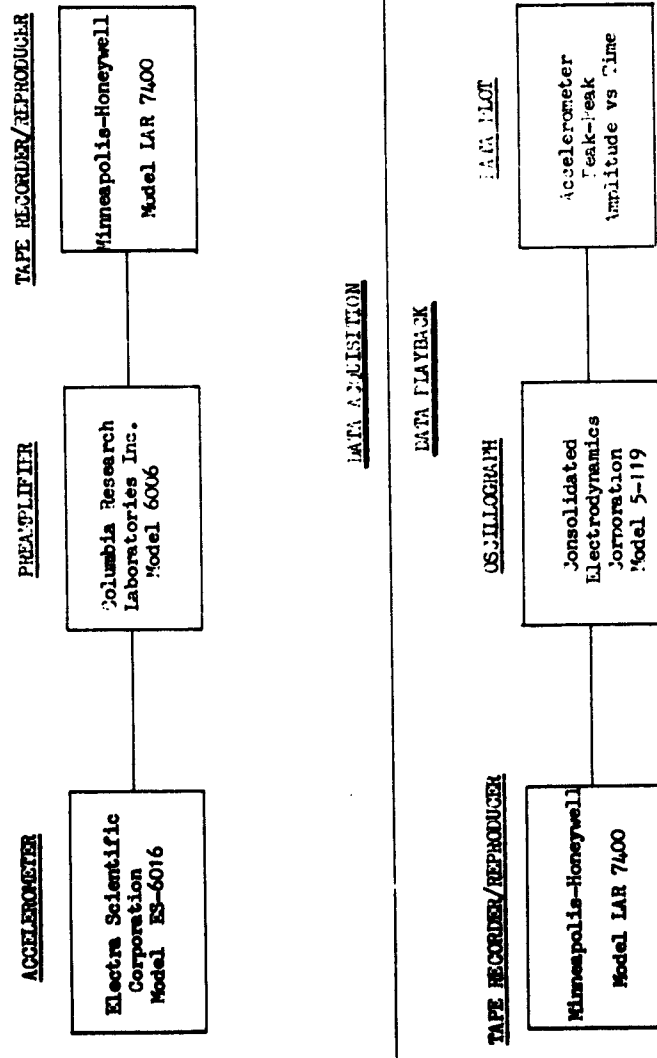 ACCELEROMETER
Electra Scientific
Corporation
Model ES-6016
PREAMPLIFIER
Columbia Research
Laboratories Inc.
Model 6006
TAPE RECORDER/REPRODUCER
Minneapolis-Honeywell
Model LAR 7400
DATA ACQUISITION
DATA PLAYBACK
TAPE RECORDER/REPRODUCER
Minneapolis-Honeywell
Model LAR 7400
OSCILLOGRAPH
Consolidated
Electrodynamics
Corporation
Model 5-119
DATA PLOT
Accelerometer
Peak-Peak
Amplitude vs Time